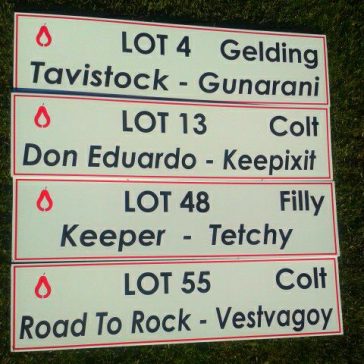 LOT 4 Gelding
Tavistock - Gunarani
LOT 13 Colt
Don Eduardo - Keepixit
LOT 48 Filly
Keeper - Tetchy
LOT 55 Colt
Road To Rock - Vestvagoy